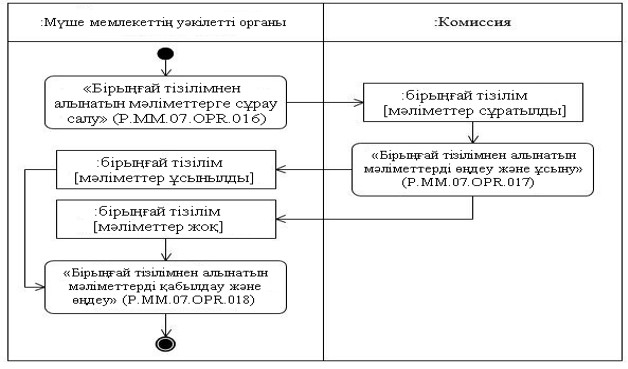 :Мүше мемлекеттің уәкілетті органы
:Комиссия
«Бірыңғай тізілімнен
алынатын мәліметтерге сұрау
салу» (P.MM.07.OPR.016)
:бірыңғай тізілім
[мәліметтер сұратылды]
«Бірыңғай тізілімнен алынатын
мәліметтерді өңдеу және ұсыну»
(P.MM.07.OPR.017)
:бірыңғай тізілім
[мәліметтер ұсынылды]
:бірыңғай тізілім
[мәліметтер жоқ]
«Бірыңғай тізілімнен алынатын
мәліметтерді қабылдау және
өңдеу» (P.MM.07.OPR.018)